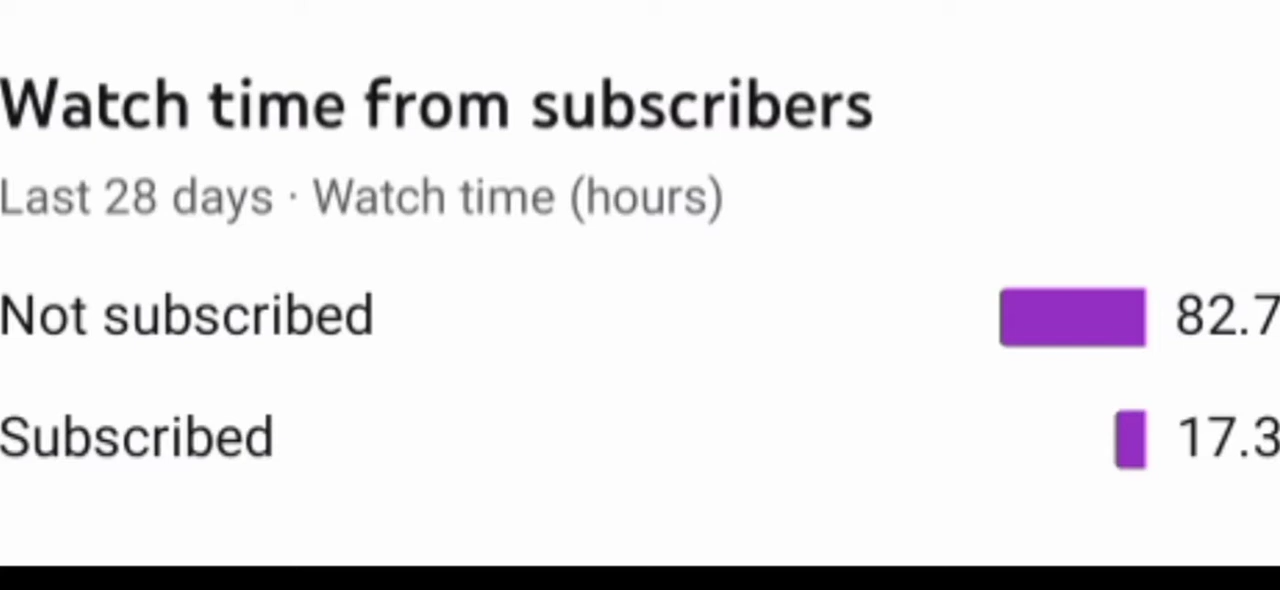 Watch time from subscribers
Last 28 days · Watch time (hours)
Not subscribed 82.7
Subscribed 17.3